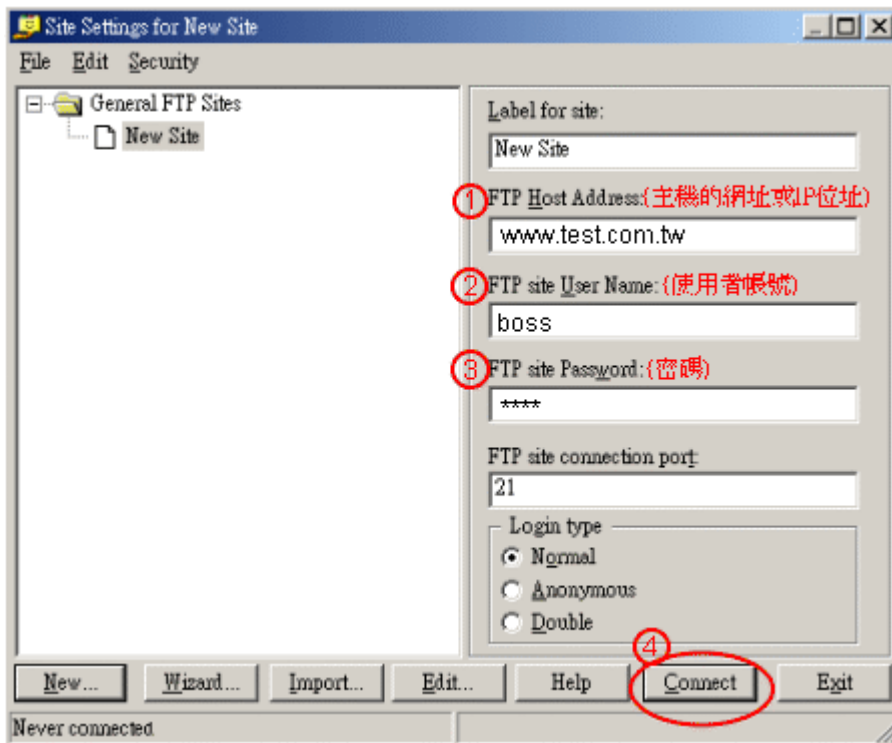 Site Settings for New Site
File Edit Security
General FTP Sites
New Site
Label for site:
New Site
① FTP Host Address:(主機的網址或IP位址)
www.test.com.tw
② FTP site User Name:(使用者帳號)
boss
③ FTP site Password:(密碼)
****
FTP site connection port:
21
Login type
Normal
Anonymous
Double
④
New... Wizard... Import... Edit... Help Connect Exit
Never connected